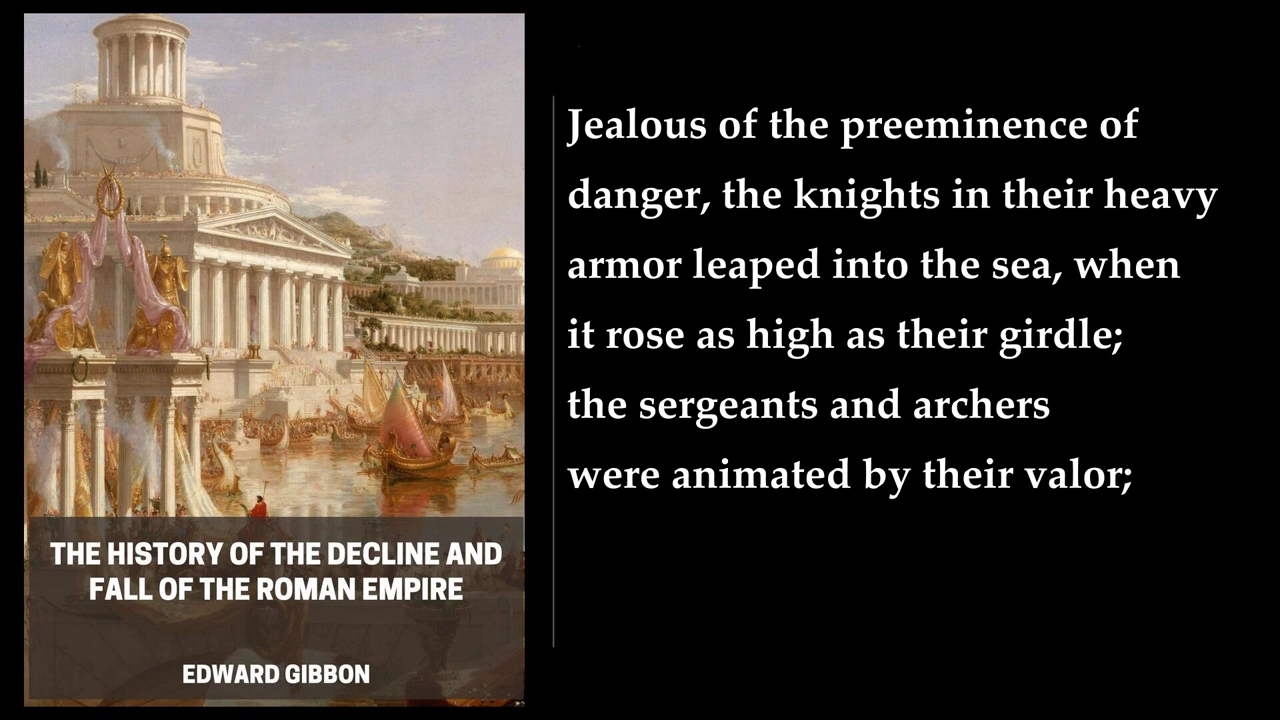 Jealous of the preeminence of
danger, the knights in their heavy
armor leaped into the sea, when
it rose as high as their girdle;
the sergeants and archers
were animated by their valor;
THE HISTORY OF THE DECLINE AND
FALL OF THE ROMAN EMPIRE
EDWARD GIBBON